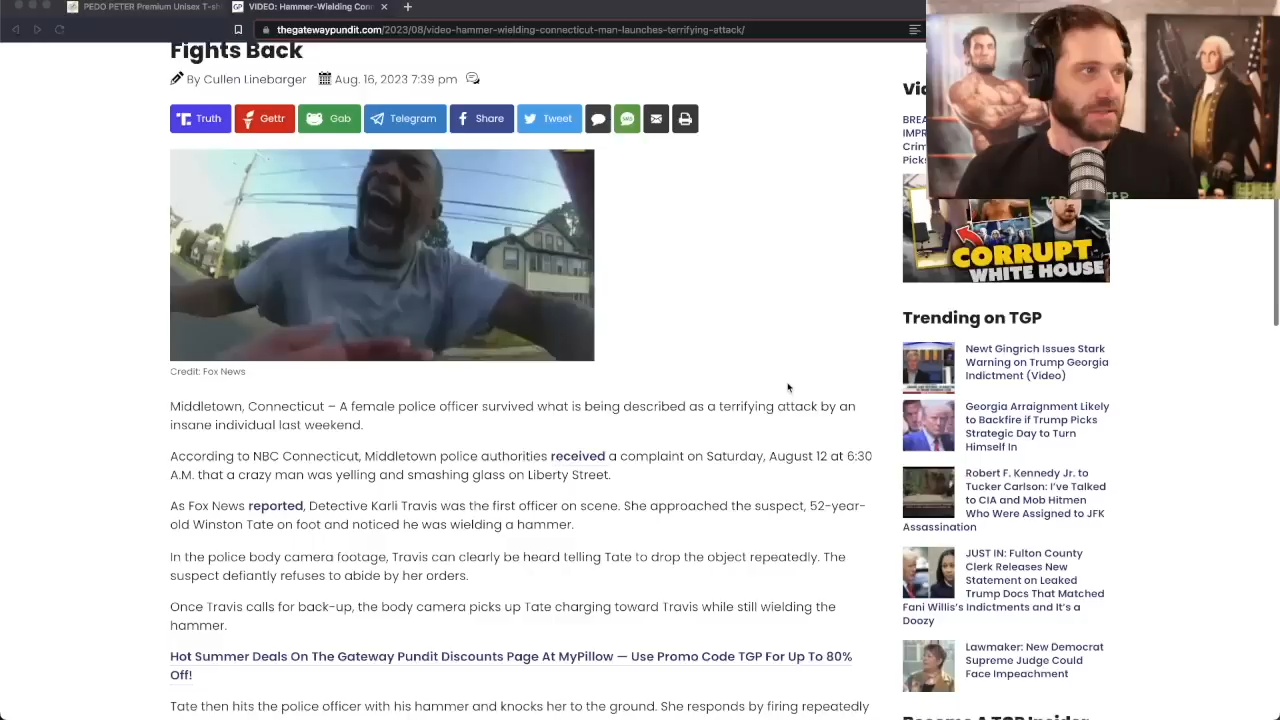 PEDO PETER Premium Unisex T-sh
GP VIDEO: Hammer-Wielding Con
thegatewaypundit.com/2023/08/video-hammer-wielding-connecticut-man-launches-terrifying-attack/
Fights Back
By Cullen Linebarger Aug. 16, 2023 7:39 pm
Truth Gettr Gab Telegram Share Tweet
Credit: Fox News
Middletown, Connecticut – A female police officer survived what is being described as a terrifying attack by an
insane individual last weekend.
According to NBC Connecticut, Middletown police authorities received a complaint on Saturday, August 12 at 6:30
A.M. that a crazy man was yelling and smashing glass on Liberty Street.
As Fox News reported, Detective Karli Travis was the first officer on scene. She approached the suspect, 52-year-
old Winston Tate on foot and noticed he was wielding a hammer.
In the police body camera footage, Travis can clearly be heard telling Tate to drop the object repeatedly. The
suspect defiantly refuses to abide by her orders.
Once Travis calls for back-up, the body camera picks up Tate charging toward Travis while still wielding the
hammer.
Hot Summer Deals On The Gateway Pundit Discounts Page At MyPillow — Use Promo Code TGP For Up To 80%
Off!
Tate then hits the police officer with his hammer and knocks her to the ground. She responds by firing repeatedly
BREA
IMPR
Crim
Picks
CORRUPT
WHITE HOUSE
Trending on TGP
Newt Gingrich Issues Stark
Warning on Trump Georgia
Indictment (Video)
Georgia Arraignment Likely
to Backfire if Trump Picks
Strategic Day to Turn
Himself In
Robert F. Kennedy Jr. to
Tucker Carlson: I've Talked
to CIA and Mob Hitmen
Who Were Assigned to JFK
Assassination
JUST IN: Fulton County
Clerk Releases New
Statement on Leaked
Trump Docs That Matched
Fani Willis's Indictments and It's a
Doozy
Lawmaker: New Democrat
Supreme Judge Could
Face Impeachment